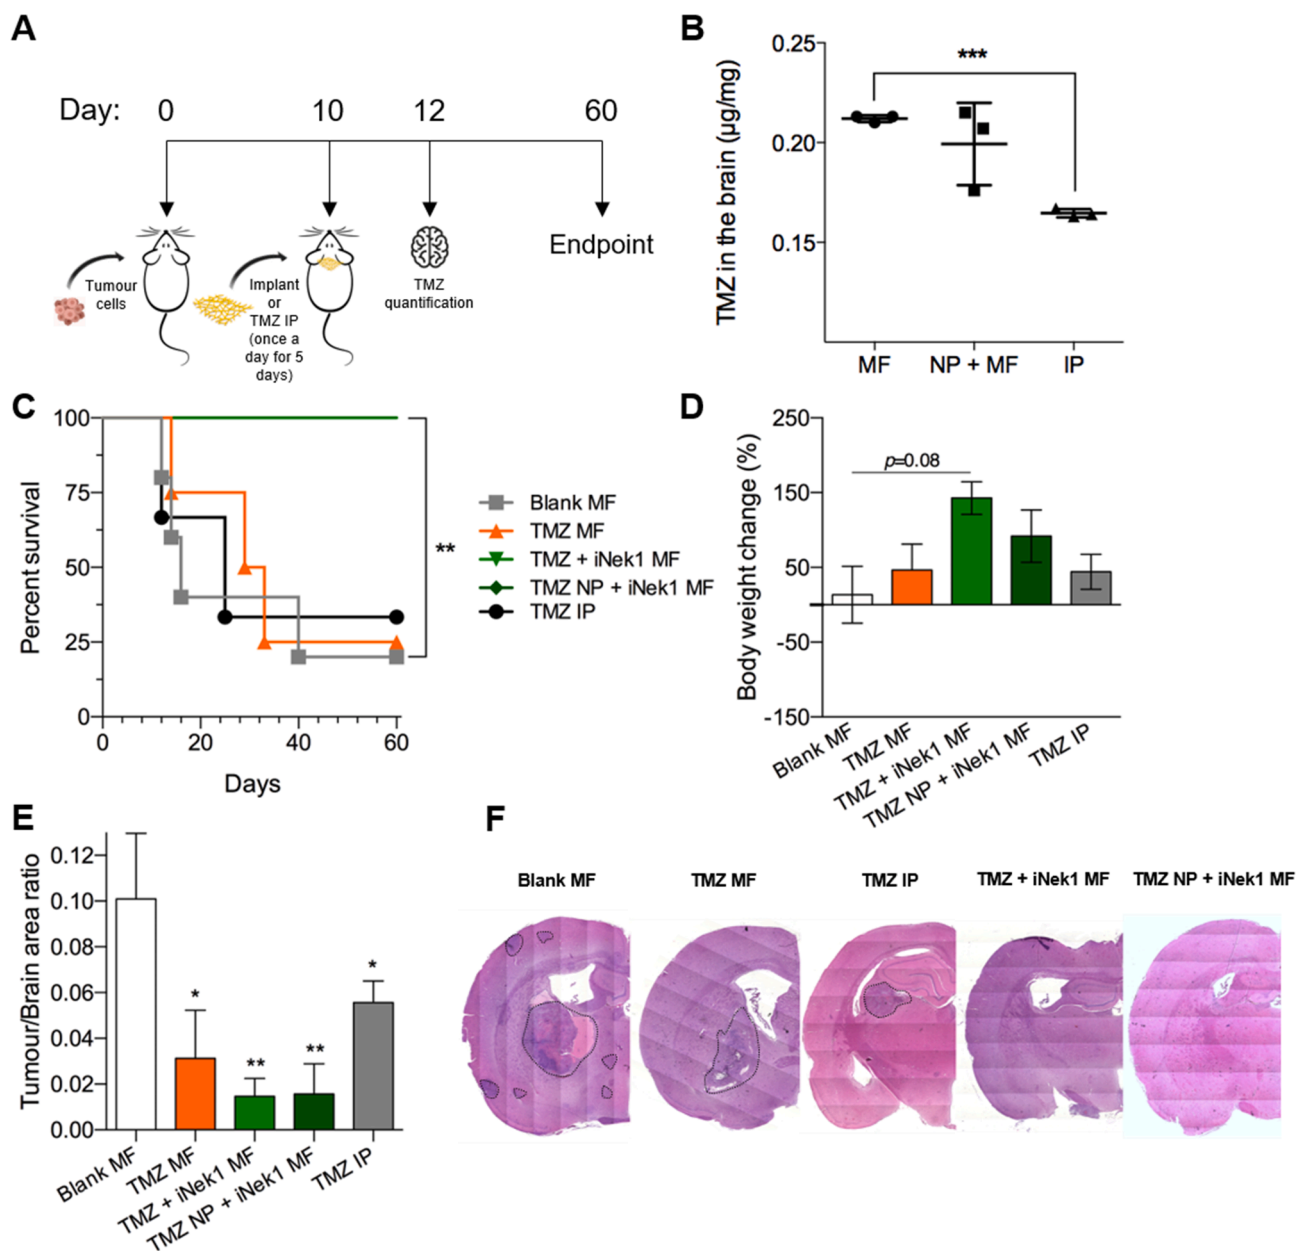 A
Day: 0 10 12 60
Tumour
cells
Implant
or
TMZ IP
(once a
day for 5
days)
TMZ
quantification
Endpoint
B
TMZ in the brain (µg/mg)
0.25
0.20
0.15
***
MF NP + MF IP
C
Percent survival
100
75
50
25
0
0 20 40 60
Days
**
Blank MF
TMZ MF
TMZ + iNek1 MF
TMZ NP + iNek1 MF
TMZ IP
D
Body weight change (%)
250
150
50
-50
-150
p=0.08
Blank MF
TMZ MF
TMZ + iNek1 MF
TMZ NP + iNek1 MF
TMZ IP
E
Tumour/Brain area ratio
0.12
0.10
0.08
0.06
0.04
0.02
0.00
*
**
**
*
Blank MF
TMZ MF
TMZ + iNek1 MF
TMZ NP + iNek1 MF
TMZ IP
F
Blank MF TMZ MF TMZ IP TMZ + iNek1 MF TMZ NP + iNek1 MF